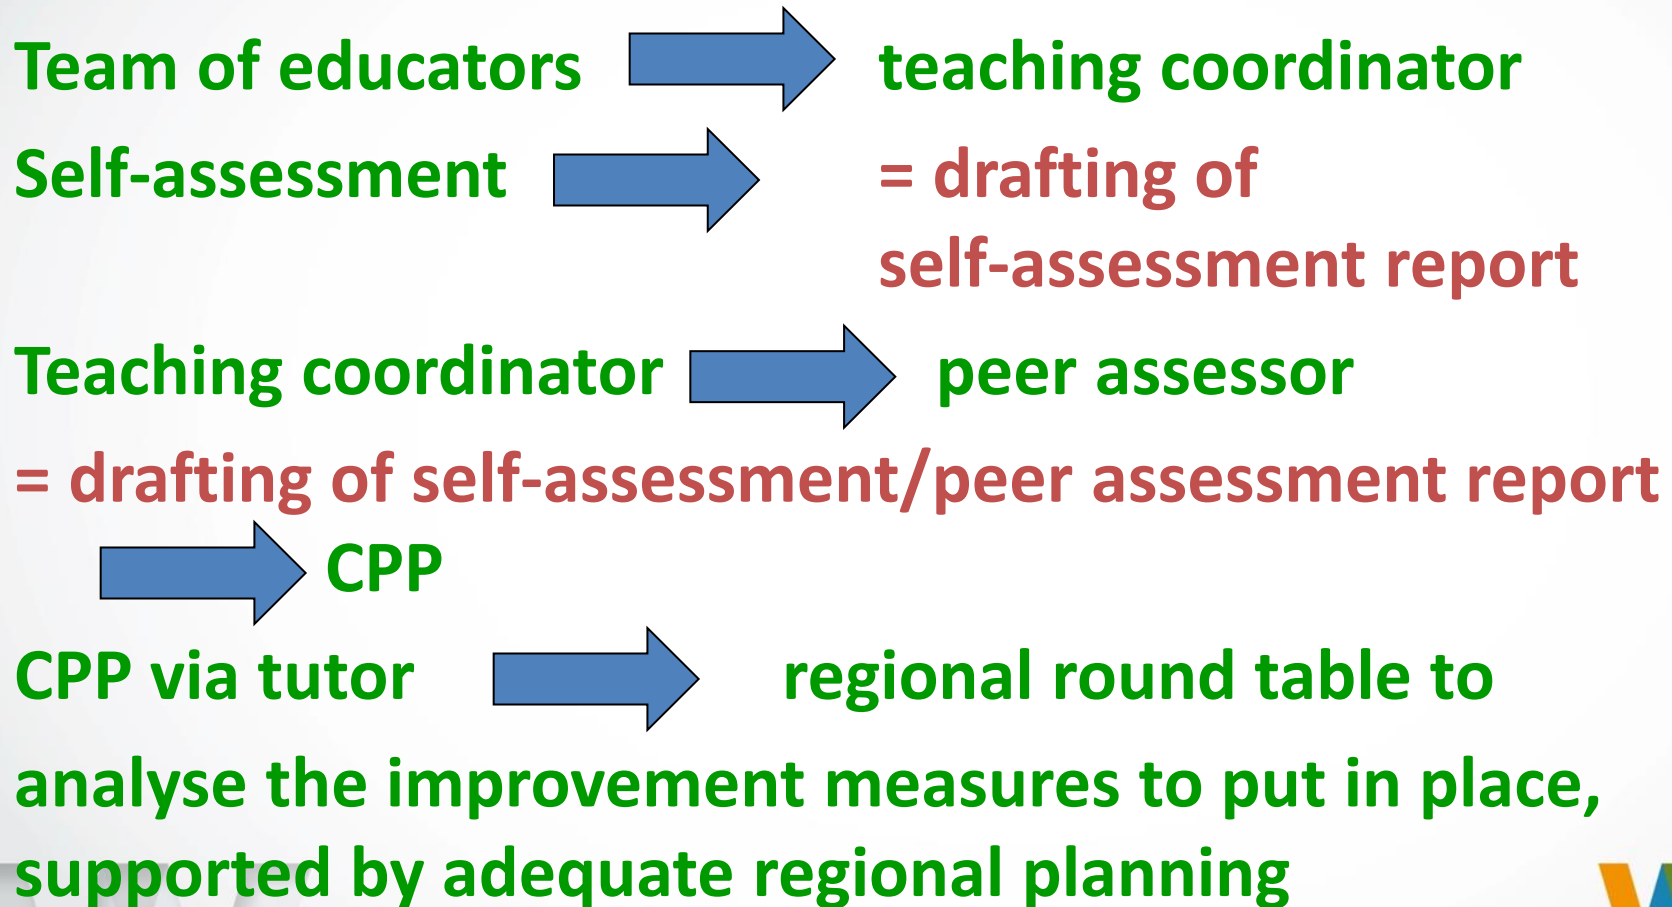 Team of educators teaching coordinator
Self-assessment = drafting of
self-assessment report
Teaching coordinator peer assessor
= drafting of self-assessment/peer assessment report
CPP
CPP via tutor regional round table to
analyse the improvement measures to put in place,
supported by adequate regional planning